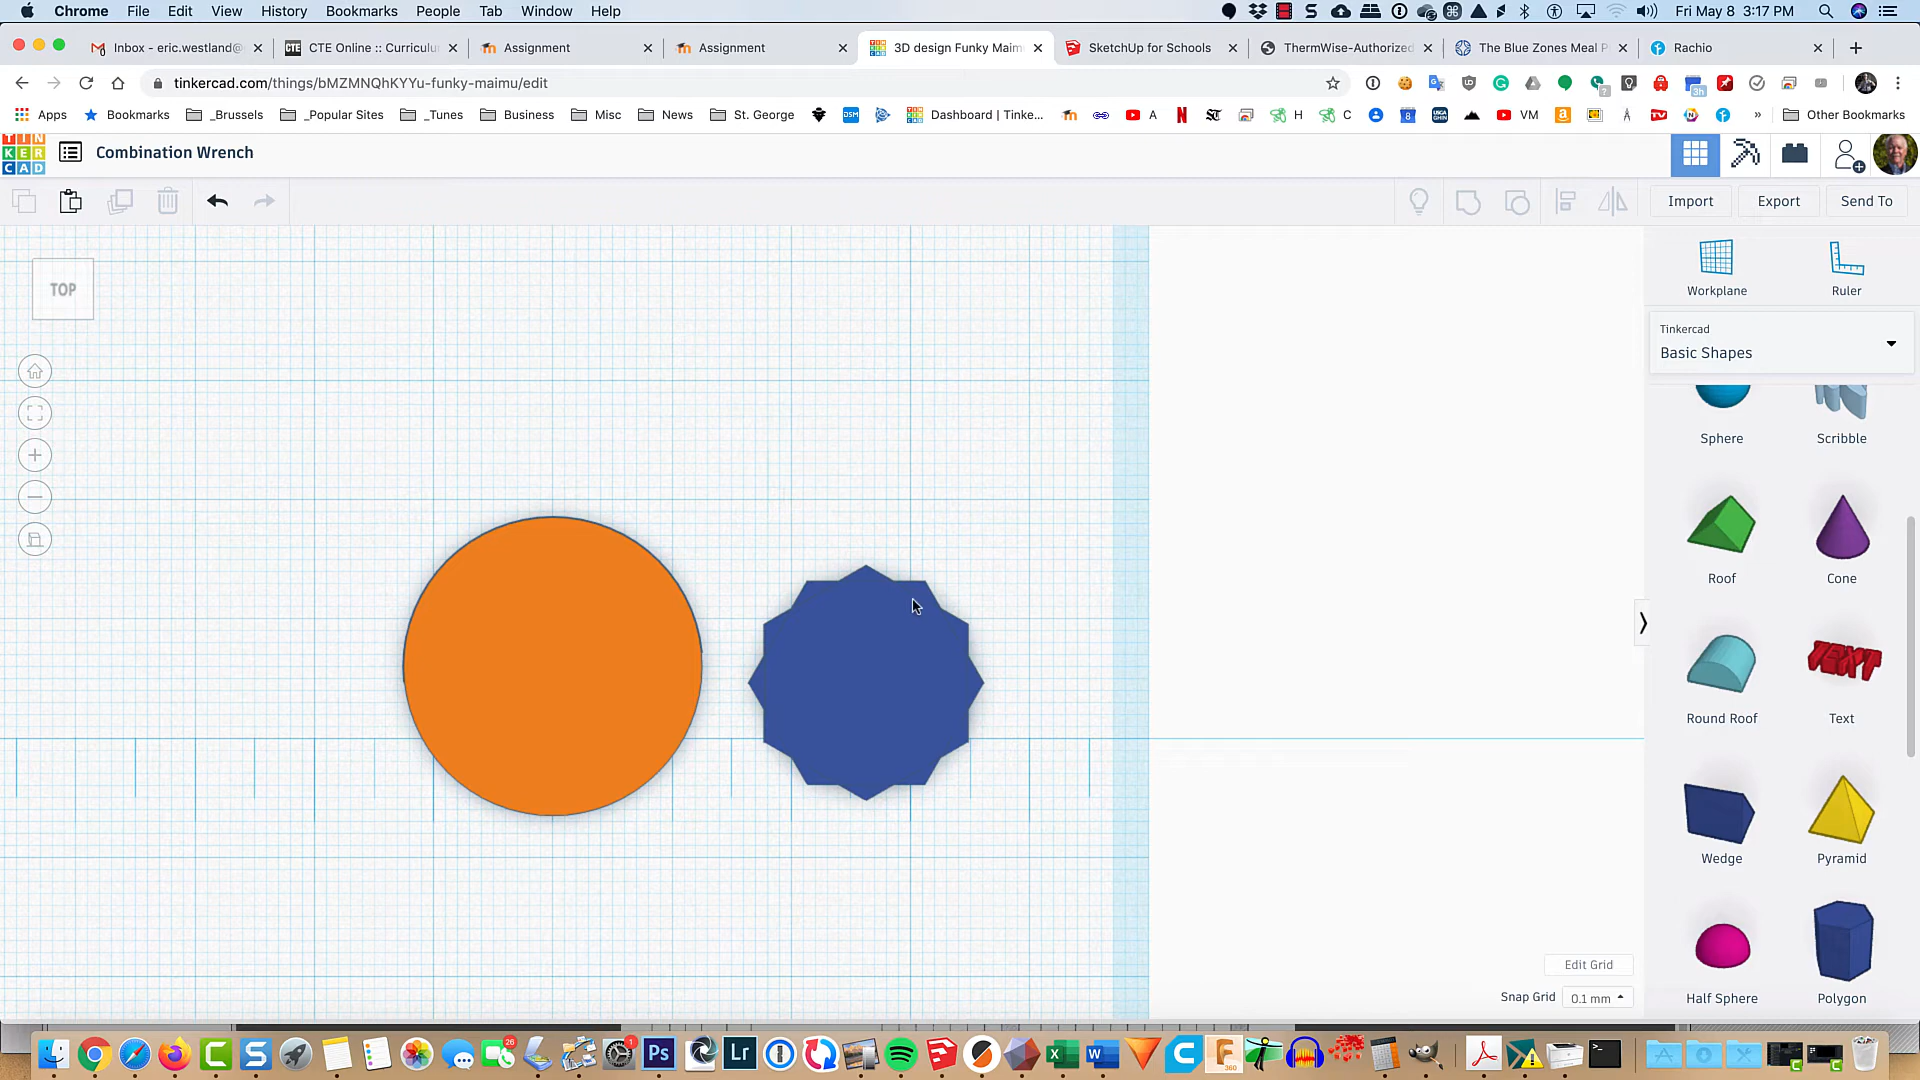 Chrome File Edit View History Bookmarks People Tab Window Help Fri May 8 3:17 PM
Inbox - eric.westland@ CTE Online :: Curriculu Assignment Assignment 3D design Funky Maim SketchUp for Schools ThermWise-Authorized The Blue Zones Meal P Rachio
tinkercad.com/things/bMZMNQhKYYu-funky-maimu/edit
Apps Bookmarks _Brussels _Popular Sites _Tunes Business Misc News St. George Dashboard | Tinke... A H C VM Other Bookmarks
TIN
KER
CAD
Combination Wrench
Import Export Send To
TOP
Workplane Ruler
Tinkercad
Basic Shapes
Sphere Scribble
Roof Cone
TEXT
Round Roof Text
Wedge Pyramid
Half Sphere Polygon
Edit Grid
Snap Grid 0.1 mm